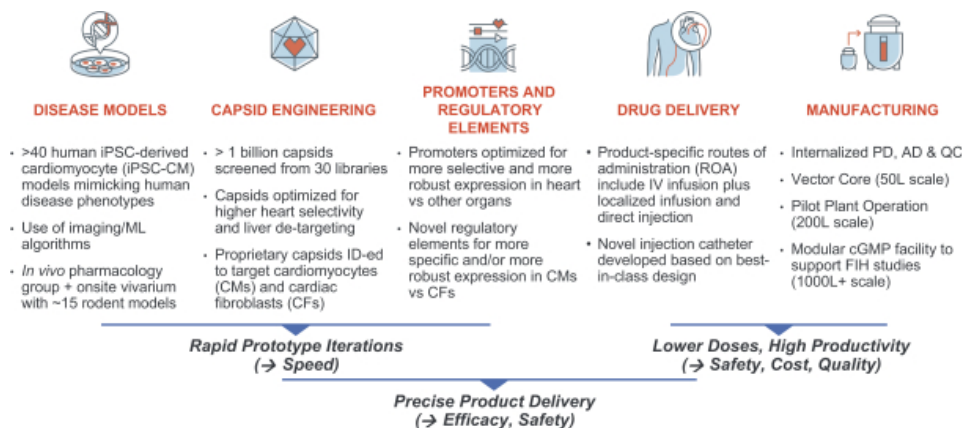 DISEASE MODELS
• >40 human iPSC-derived
cardiomyocyte (iPSC-CM)
models mimicking human
disease phenotypes
• Use of imaging/ML
algorithms
• In vivo pharmacology
group + onsite vivarium
with ~15 rodent models
CAPSID ENGINEERING
• > 1 billion capsids
screened from 30 libraries
• Capsids optimized for
higher heart selectivity
and liver de-targeting
• Proprietary capsids ID-ed
to target cardiomyocytes
(CMs) and cardiac
fibroblasts (CFs)
PROMOTERS AND
REGULATORY
ELEMENTS
• Promoters optimized for
more selective and more
robust expression in heart
vs other organs
• Novel regulatory
elements for more
specific and/or more
robust expression in CMs
vs CFs
DRUG DELIVERY
• Product-specific routes of
administration (ROA)
include IV infusion plus
localized infusion and
direct injection
• Novel injection catheter
developed based on best-
in-class design
MANUFACTURING
• Internalized PD, AD & QC
• Vector Core (50L scale)
• Pilot Plant Operation
(200L scale)
• Modular cGMP facility to
support FIH studies
(1000L+ scale)
Rapid Prototype Iterations
(→ Speed)
Lower Doses, High Productivity
(→ Safety, Cost, Quality)
Precise Product Delivery
(→ Efficacy, Safety)